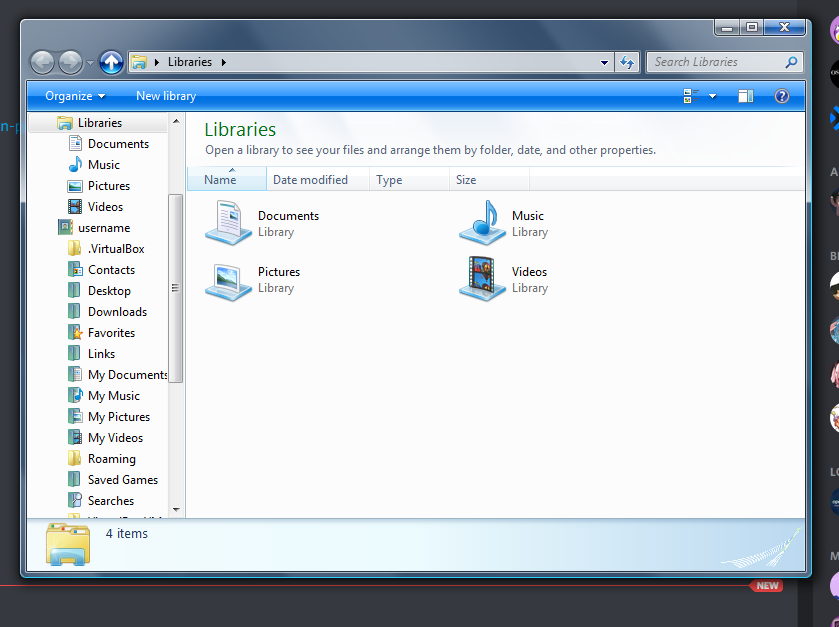 Libraries
Search Libraries
Organize
New library
Libraries
Documents
Music
Pictures
Videos
username
.VirtualBox
Contacts
Desktop
Downloads
Favorites
Links
My Documents
My Music
My Pictures
My Videos
Roaming
Saved Games
Searches
Libraries
Open a library to see your files and arrange them by folder, date, and other properties.
Name
Date modified
Type
Size
Documents
Library
Music
Library
Pictures
Library
Videos
Library
4 items
NEW